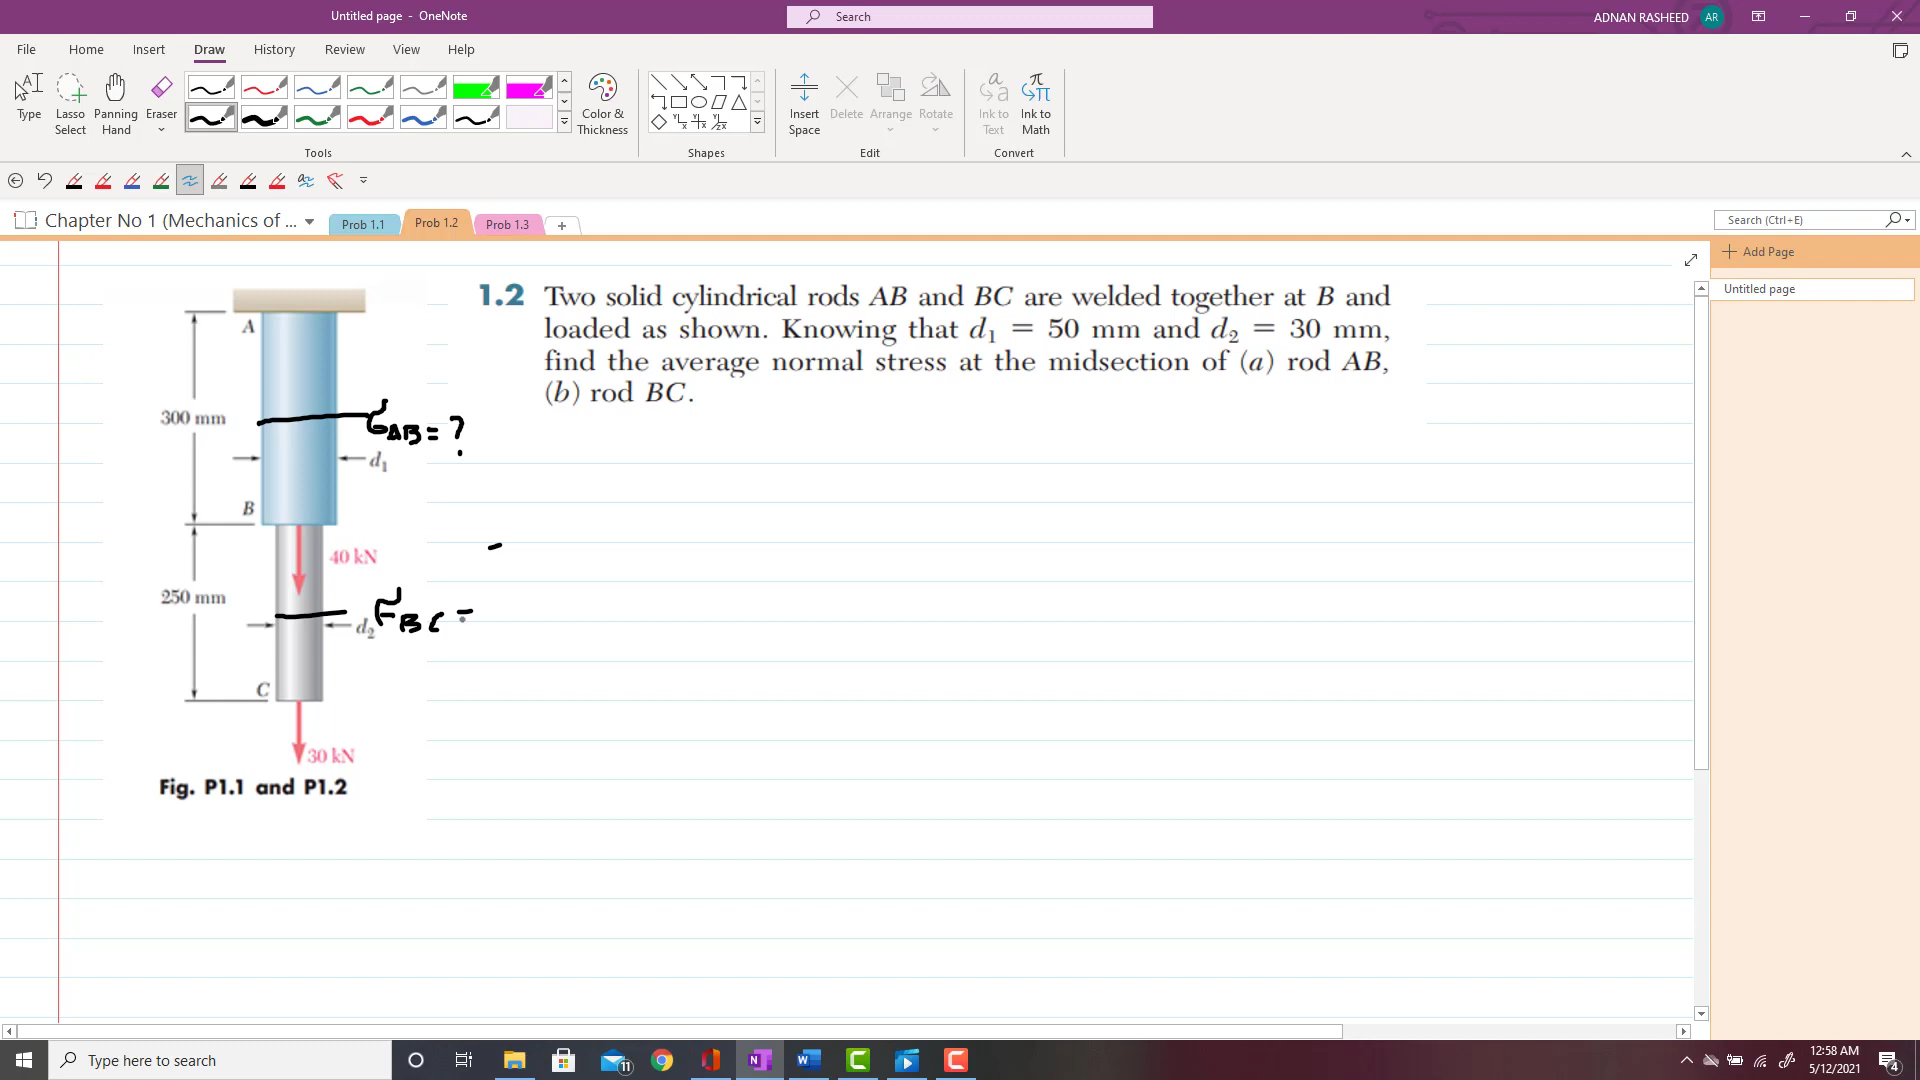 Untitled page - OneNote
Search
ADNAN RASHEED
AR
File Home Insert Draw History Review View Help
Type
Lasso Select
Panning Hand
Eraser
Color & Thickness
Insert Space
Delete
Arrange
Rotate
Ink to Text
Ink to Math
Tools
Shapes
Edit
Convert
Chapter No 1 (Mechanics of ...
Prob 1.1
Prob 1.2
Prob 1.3
Search (Ctrl+E)
Add Page
Untitled page
1.2 Two solid cylindrical rods AB and BC are welded together at B and
loaded as shown. Knowing that d₁ = 50 mm and d₂ = 30 mm,
find the average normal stress at the midsection of (a) rod AB,
(b) rod BC.
A
300 mm
σAB = ?
d₁
B
40 kN
250 mm
σBC =
d₂
C
30 kN
Fig. P1.1 and P1.2
Type here to search
11
12:58 AM
5/12/2021
4